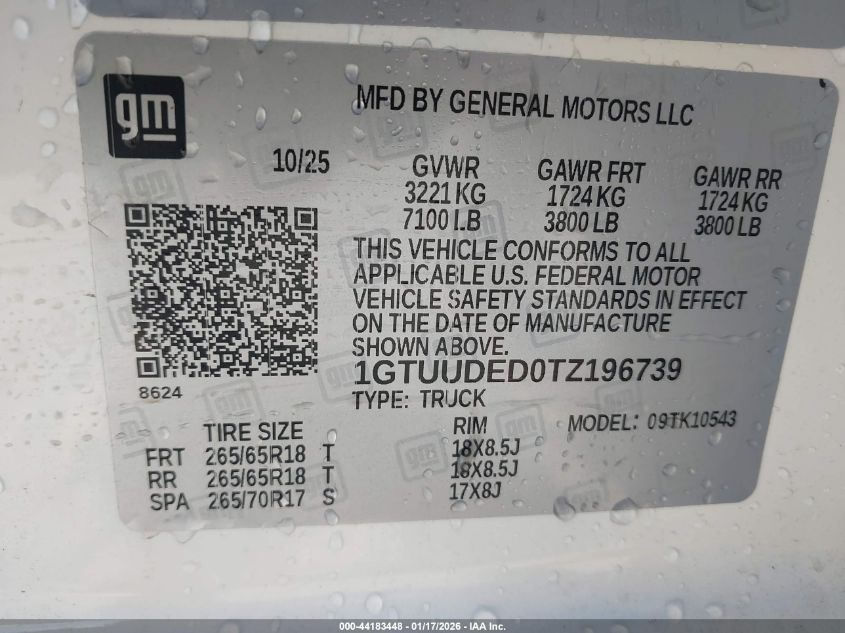 gm
MFD BY GENERAL MOTORS LLC
10/25
GVWR
3221 KG
7100 LB
GAWR FRT
1724 KG
3800 LB
GAWR RR
1724 KG
3800 LB
THIS VEHICLE CONFORMS TO ALL
APPLICABLE U.S. FEDERAL MOTOR
VEHICLE SAFETY STANDARDS IN EFFECT
ON THE DATE OF MANUFACTURE
SHOWN ABOVE.
8624
1GTUUDED0TZ196739
TYPE: TRUCK
MODEL: 09TK10543
TIRE SIZE RIM
FRT 265/65R18 T 18X8.5J
RR 265/65R18 T 18X8.5J
SPA 265/70R17 S 17X8J
000-44183448 - 01/17/2026 - IAA Inc.